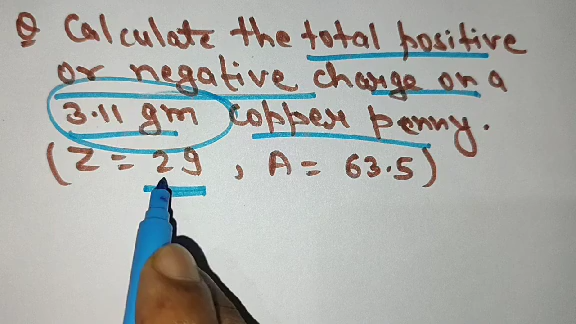 Q Calculate the total positive
or negative charge on a
3.11 gm copper penny.
(Z = 29, A = 63.5)